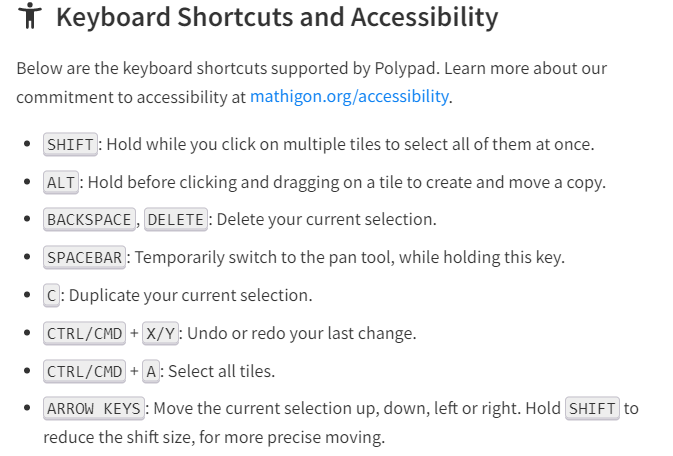 Keyboard Shortcuts and Accessibility
Below are the keyboard shortcuts supported by Polypad. Learn more about our
commitment to accessibility at mathigon.org/accessibility.
• SHIFT: Hold while you click on multiple tiles to select all of them at once.
• ALT: Hold before clicking and dragging on a tile to create and move a copy.
• BACKSPACE, DELETE: Delete your current selection.
• SPACEBAR: Temporarily switch to the pan tool, while holding this key.
• C: Duplicate your current selection.
• CTRL/CMD + X/Y: Undo or redo your last change.
• CTRL/CMD + A: Select all tiles.
• ARROW KEYS: Move the current selection up, down, left or right. Hold SHIFT to
reduce the shift size, for more precise moving.